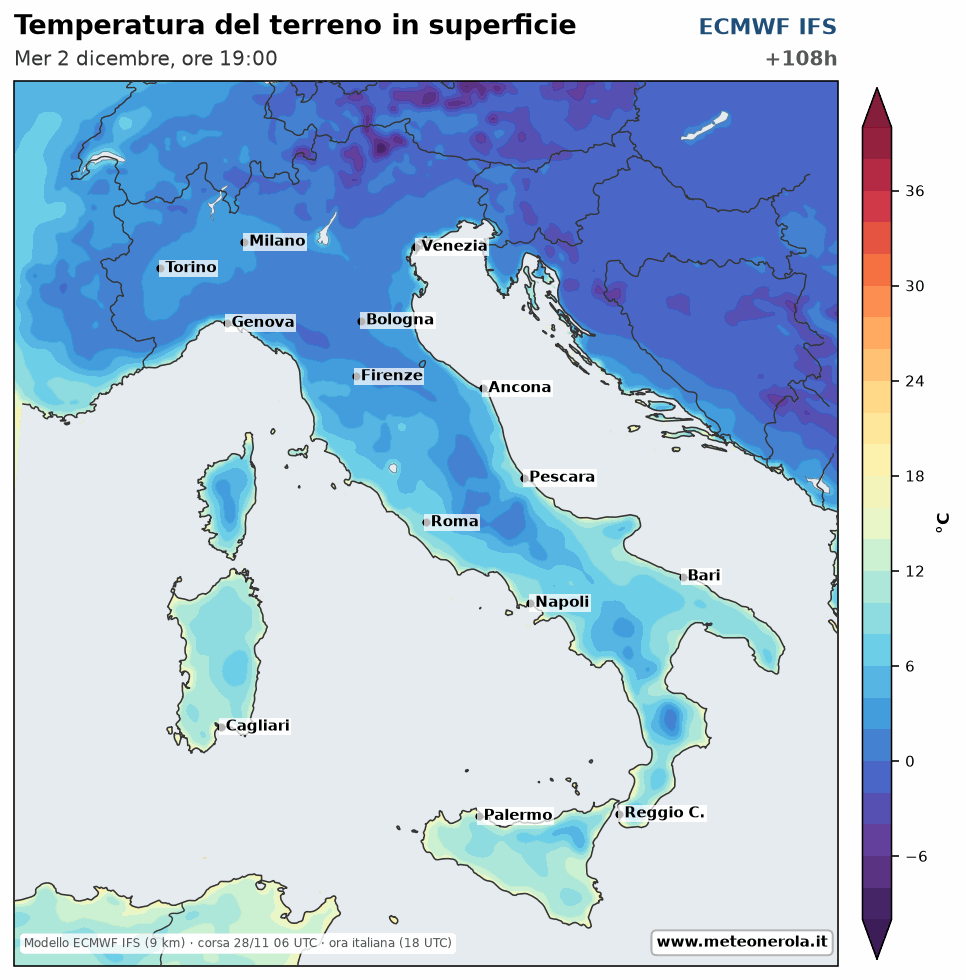 Temperatura del terreno in superficie
ECMWF IFS
Mer 2 dicembre, ore 19:00
+108h
Milano
Venezia
Torino
Genova
Bologna
Firenze
Ancona
Pescara
Roma
Bari
Napoli
Cagliari
Palermo
Reggio C.
36
30
24
18
12
6
0
−6
°C
Modello ECMWF IFS (9 km) · corsa 28/11 06 UTC · ora italiana (18 UTC)
www.meteonerola.it